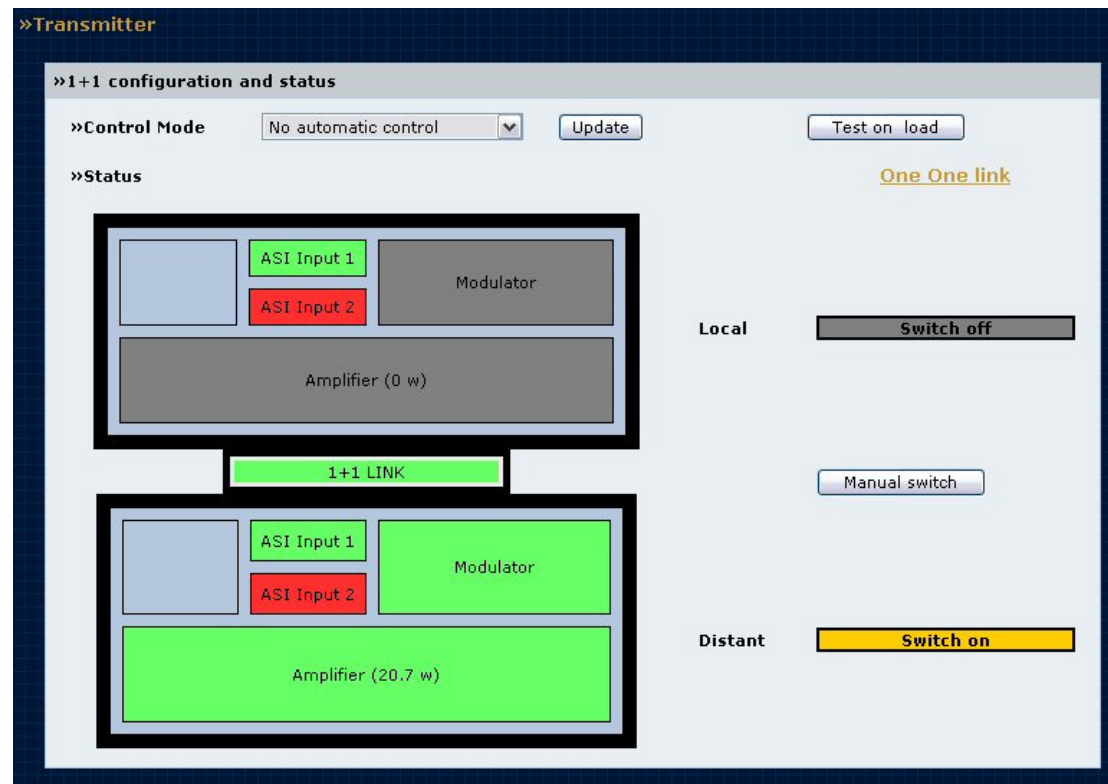 »Transmitter
»1+1 configuration and status
»Control Mode No automatic control Update Test on load
»Status One One link
ASI Input 1
Modulator
ASI Input 2
Local Switch off
Amplifier (0 w)
1+1 LINK
Manual switch
ASI Input 1
Modulator
ASI Input 2
Distant Switch on
Amplifier (20.7 w)